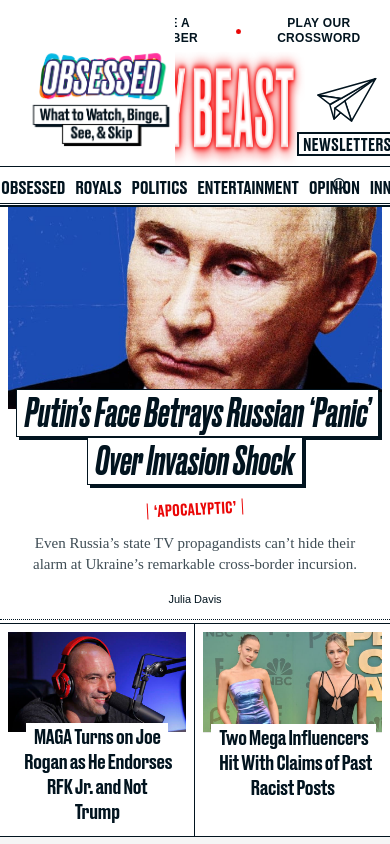 E A
BER
PLAY OUR
CROSSWORD
OBSESSED
What to Watch, Binge,
See, & Skip
Y BEAST
NEWSLETTERS
OBSESSED ROYALS POLITICS ENTERTAINMENT OPINION INN
Putin’s Face Betrays Russian ‘Panic’
Over Invasion Shock
‘APOCALYPTIC’
Even Russia’s state TV propagandists can’t hide their
alarm at Ukraine’s remarkable cross-border incursion.
Julia Davis
MAGA Turns on Joe
Rogan as He Endorses
RFK Jr. and Not
Trump
NBC
Two Mega Influencers
Hit With Claims of Past
Racist Posts